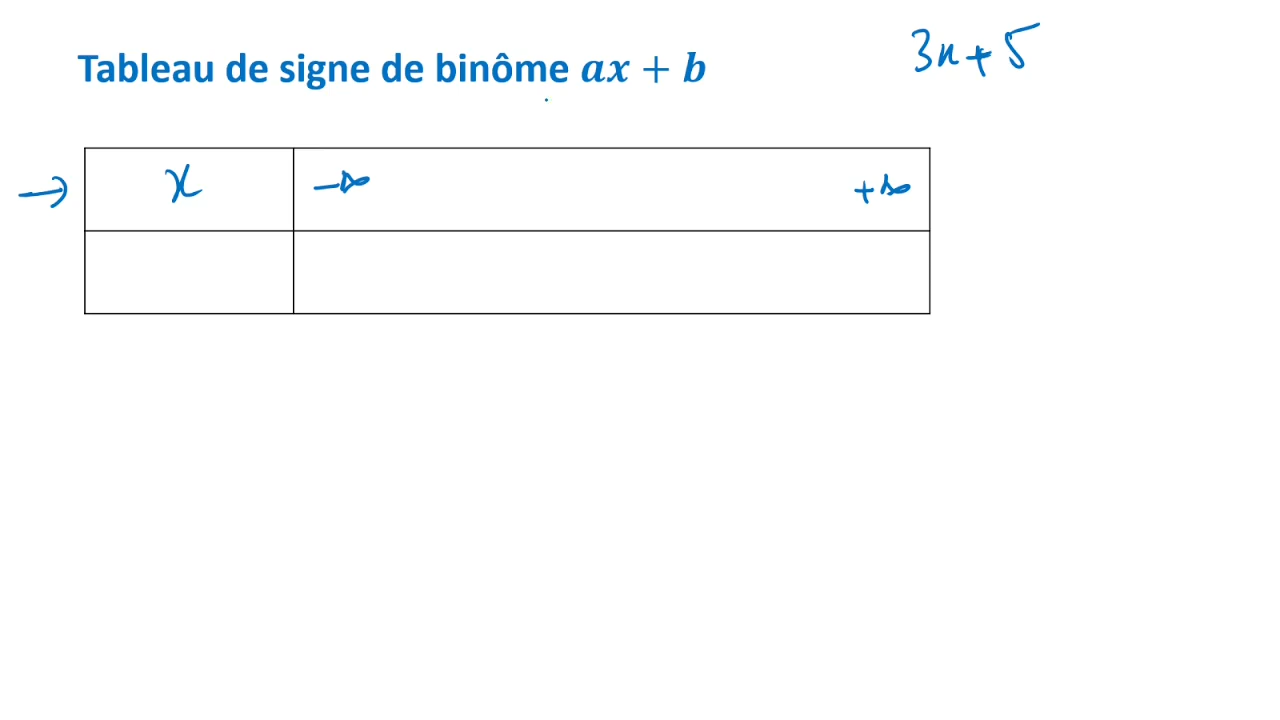 Tableau de signe de binôme ax + b
3x + 5
→ x -∞ +∞